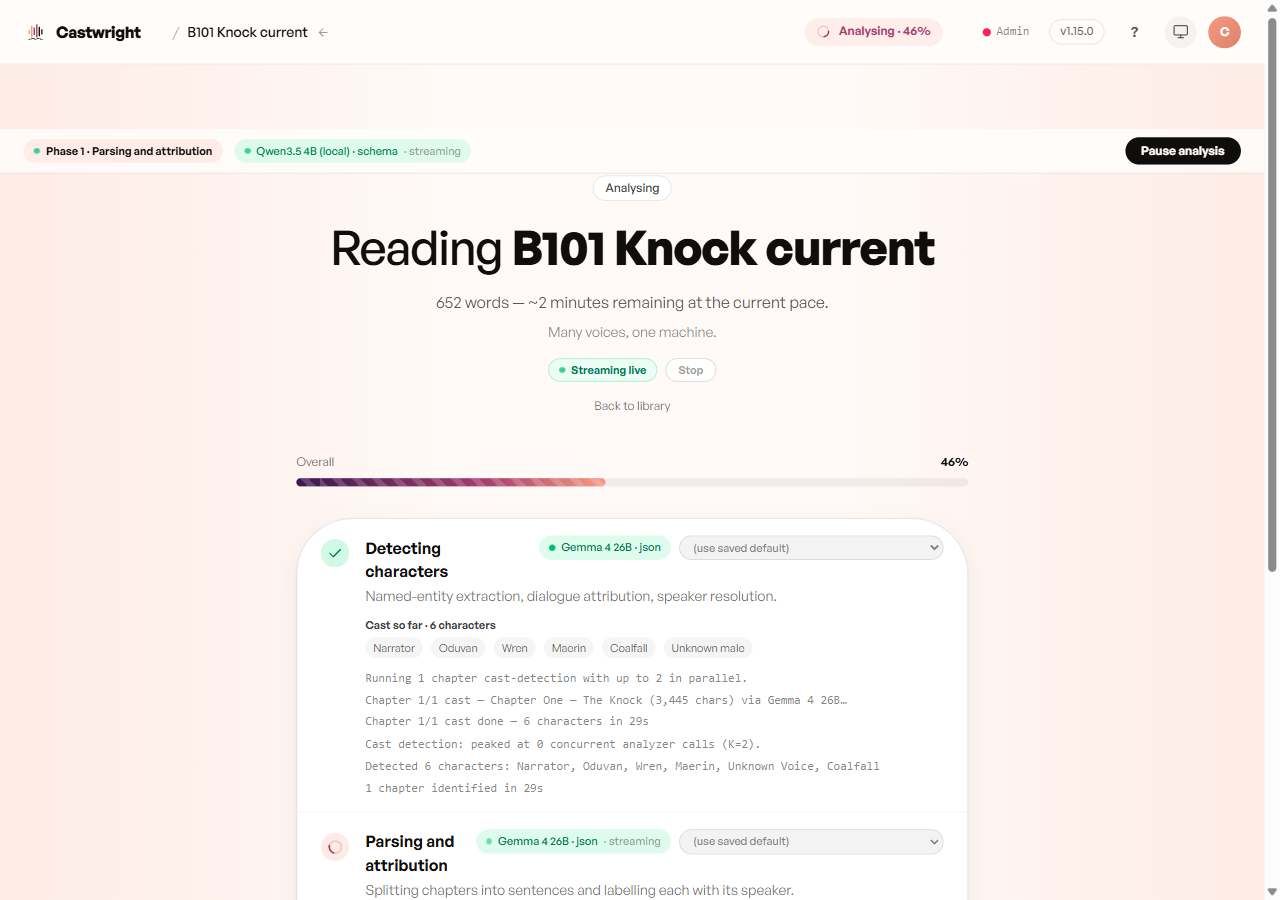 Castwright / B101 Knock current ← Analysing · 46% Admin v1.15.0 ? C
Phase 1 · Parsing and attribution Qwen3.5 4B (local) · schema · streaming Pause analysis
Analysing
Reading B101 Knock current
652 words — ~2 minutes remaining at the current pace.
Many voices, one machine.
Streaming live Stop
Back to library
Overall 46%
Detecting characters Gemma 4 26B · json (use saved default)
Named-entity extraction, dialogue attribution, speaker resolution.
Cast so far · 6 characters
Narrator Oduvan Wren Maerin Coalfall Unknown male
Running 1 chapter cast-detection with up to 2 in parallel.
Chapter 1/1 cast — Chapter One — The Knock (3,445 chars) via Gemma 4 26B…
Chapter 1/1 cast done — 6 characters in 29s
Cast detection: peaked at 0 concurrent analyzer calls (K=2).
Detected 6 characters: Narrator, Oduvan, Wren, Maerin, Unknown Voice, Coalfall
1 chapter identified in 29s
Parsing and attribution Gemma 4 26B · json · streaming (use saved default)
Splitting chapters into sentences and labelling each with its speaker.